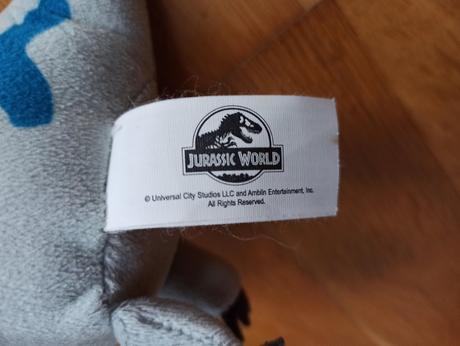 JURASSIC WORLD
© Universal City Studios LLC and Amblin Entertainment, Inc.
All Rights Reserved.